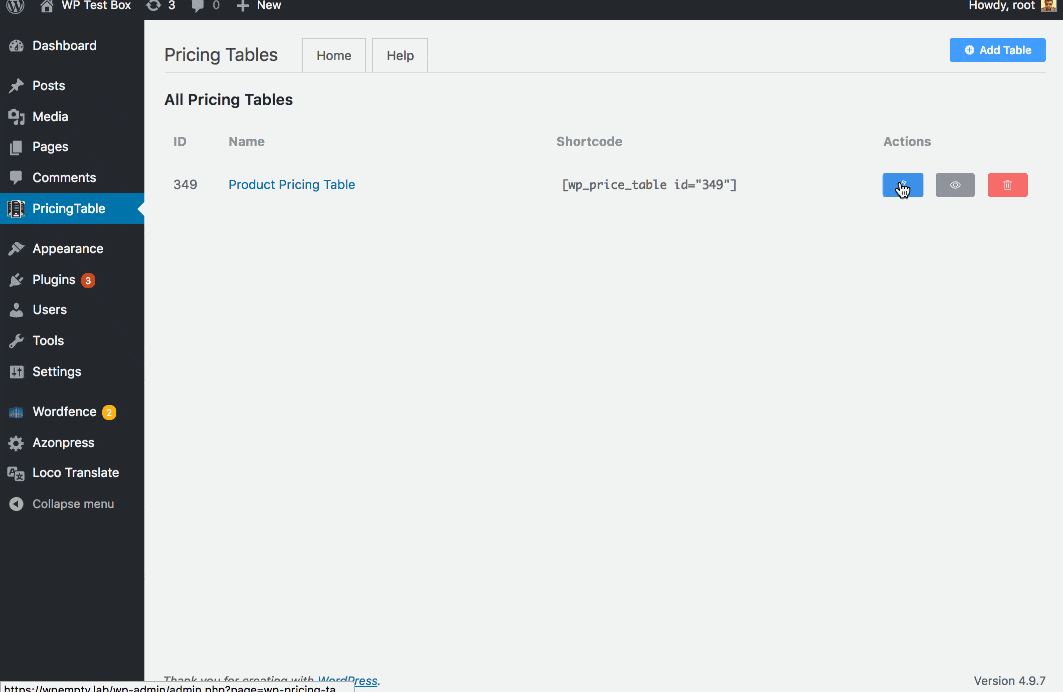 WP Test Box 3 0 New Howdy, root
Dashboard
Posts
Media
Pages
Comments
PricingTable
Appearance
Plugins 3
Users
Tools
Settings
Wordfence 2
Azonpress
Loco Translate
Collapse menu
Pricing Tables Home Help Add Table
All Pricing Tables
ID Name Shortcode Actions
349 Product Pricing Table [wp_price_table id="349"]
Thank you for creating with WordPress. Version 4.9.7
https://wpempty.lab/wp-admin/admin.php?page=wp-pricing-ta...